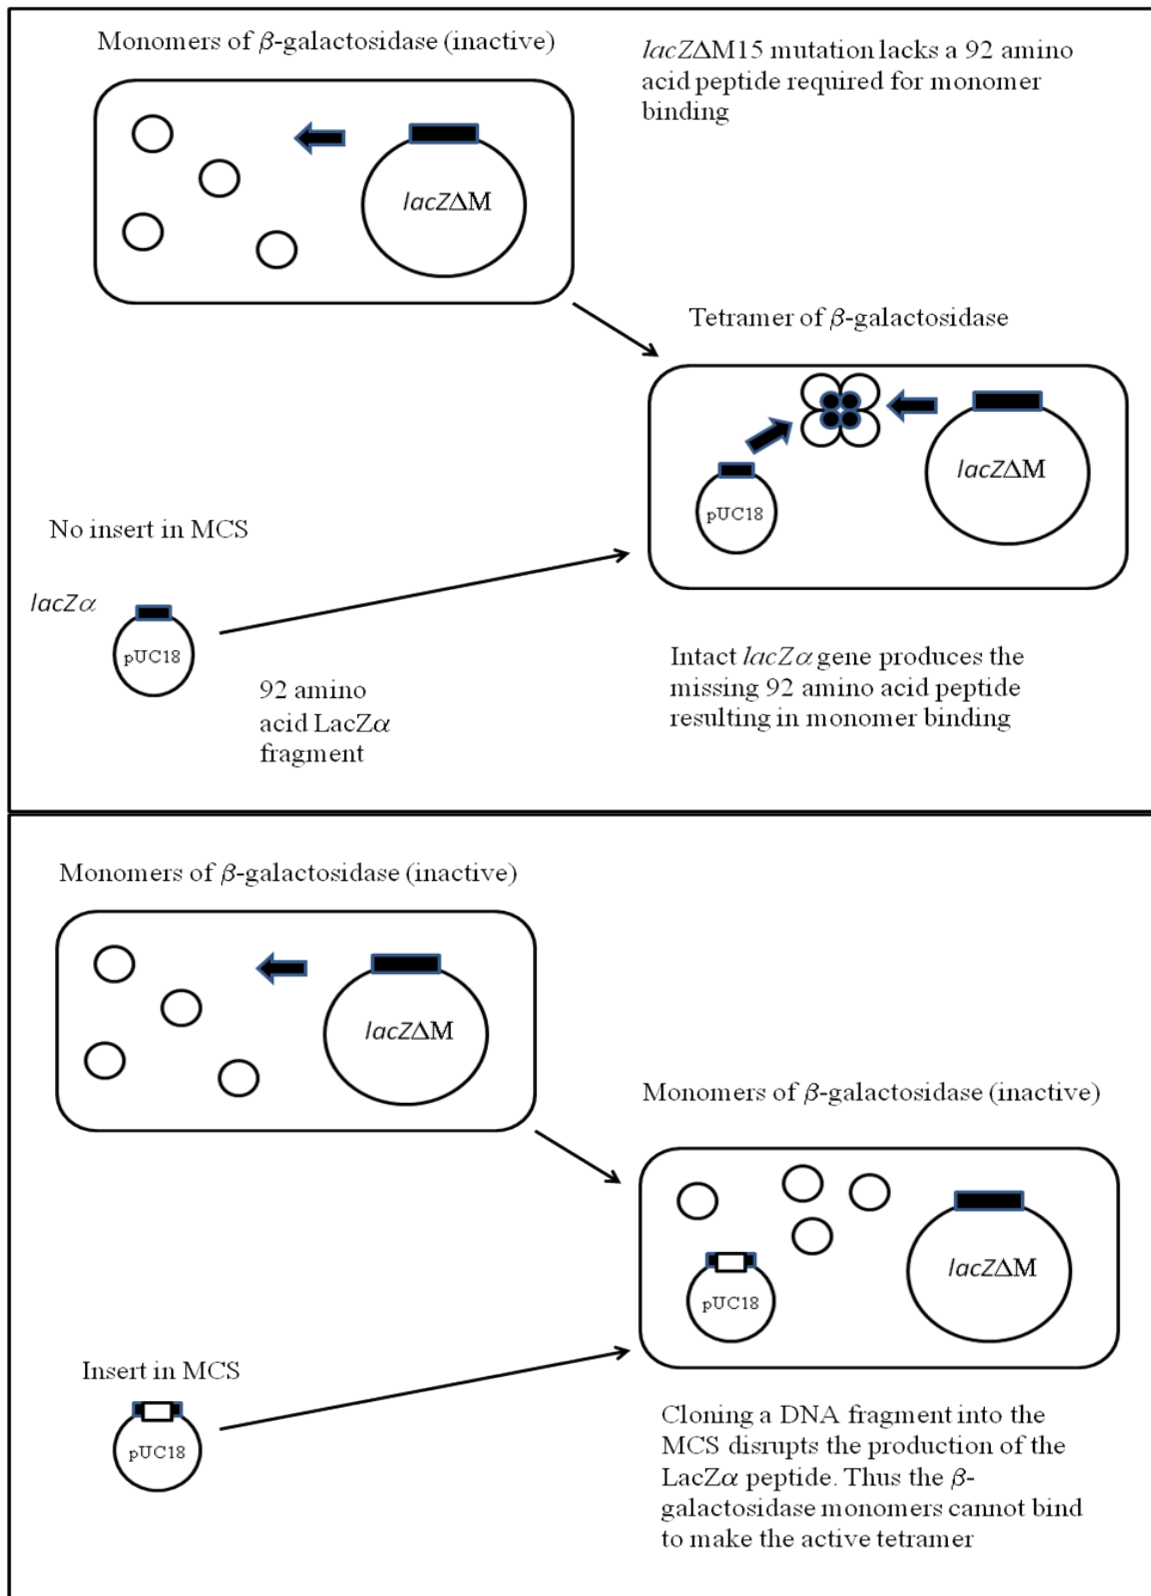 Monomers of β-galactosidase (inactive)
lacZΔM15 mutation lacks a 92 amino
acid peptide required for monomer
binding
lacZΔM
Tetramer of β-galactosidase
lacZΔM
pUC18
No insert in MCS
lacZα
pUC18
92 amino
acid LacZα
fragment
Intact lacZα gene produces the
missing 92 amino acid peptide
resulting in monomer binding
Monomers of β-galactosidase (inactive)
lacZΔM
Monomers of β-galactosidase (inactive)
lacZΔM
pUC18
Insert in MCS
pUC18
Cloning a DNA fragment into the
MCS disrupts the production of the
LacZα peptide. Thus the β-
galactosidase monomers cannot bind
to make the active tetramer